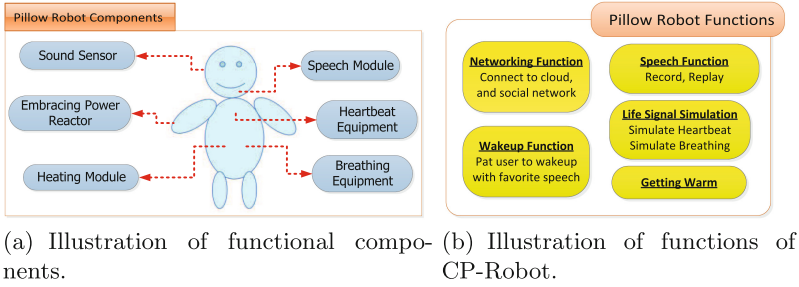 Pillow Robot Components
Sound Sensor
Speech Module
Embracing Power
Reactor
Heartbeat
Equipment
Heating Module
Breathing
Equipment
(a) Illustration of functional compo-
nents.
Pillow Robot Functions
Networking Function
Connect to cloud,
and social network
Speech Function
Record, Replay
Life Signal Simulation
Simulate Heartbeat
Simulate Breathing
Wakeup Function
Pat user to wakeup
with favorite speech
Getting Warm
(b) Illustration of functions of
CP-Robot.